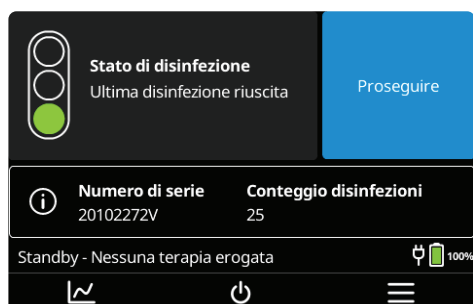 Stato di disinfezione
Ultima disinfezione riuscita
Proseguire
Numero di serie
20102272V
Conteggio disinfezioni
25
Standby - Nessuna terapia erogata
100%